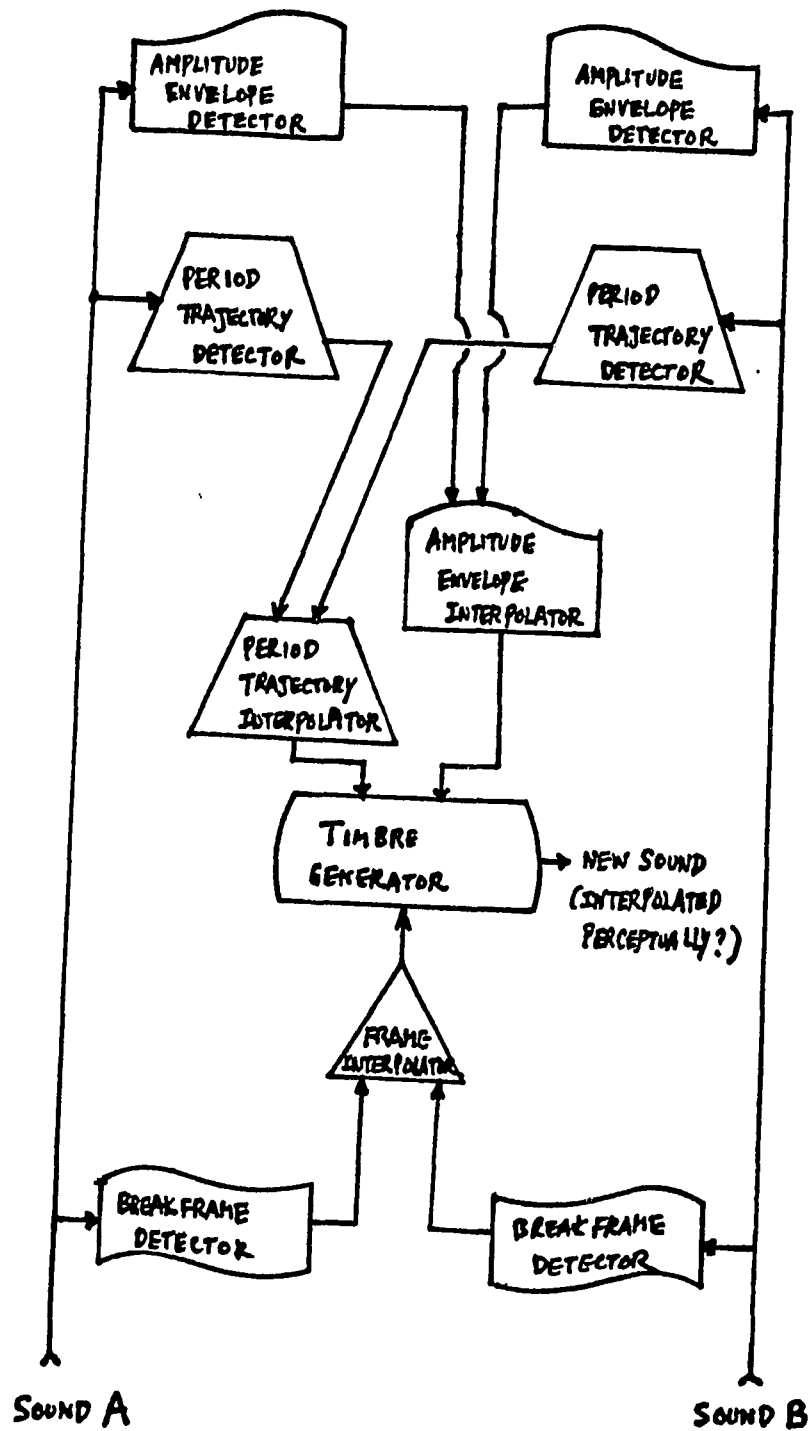 AMPLITUDE
ENVELOPE
DETECTOR
AMPLITUDE
ENVELOPE
DETECTOR
PERIOD
TRAJECTORY
DETECTOR
PERIOD
TRAJECTORY
DETECTOR
AMPLITUDE
ENVELOPE
INTERPOLATOR
PERIOD
TRAJECTORY
INTERPOLATOR
TIMBRE
GENERATOR
NEW SOUND
(INTERPOLATED
PERCEPTUALLY?)
FRAME
INTERPOLATOR
BREAKFRAME
DETECTOR
BREAKFRAME
DETECTOR
SOUND A
SOUND B